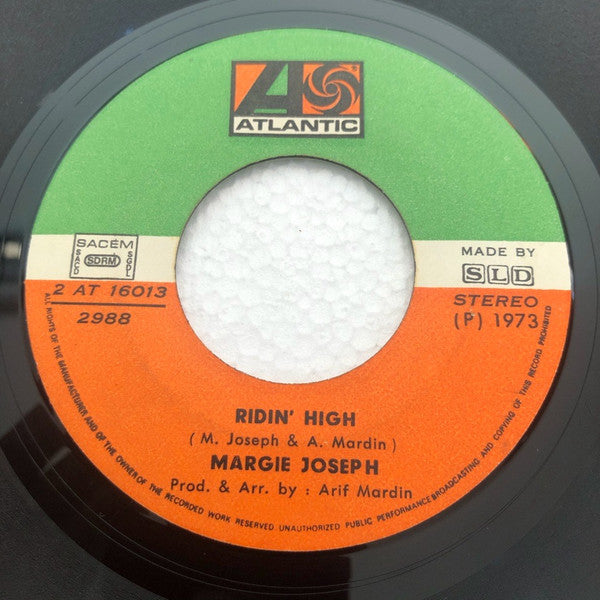 ATLANTIC
SACEM
SACD SDRM SGDL
MADE BY
SLD
2 AT 16013
2988
STEREO
(P) 1973
RIDIN' HIGH
( M. Joseph & A. Mardin )
MARGIE JOSEPH
Prod. & Arr. by : Arif Mardin
ALL RIGHTS OF THE MANUFACTURER AND OF THE OWNER OF THE RECORDED WORK RESERVED. UNAUTHORIZED PUBLIC PERFORMANCE BROADCASTING AND COPYING OF THIS RECORD PROHIBITED